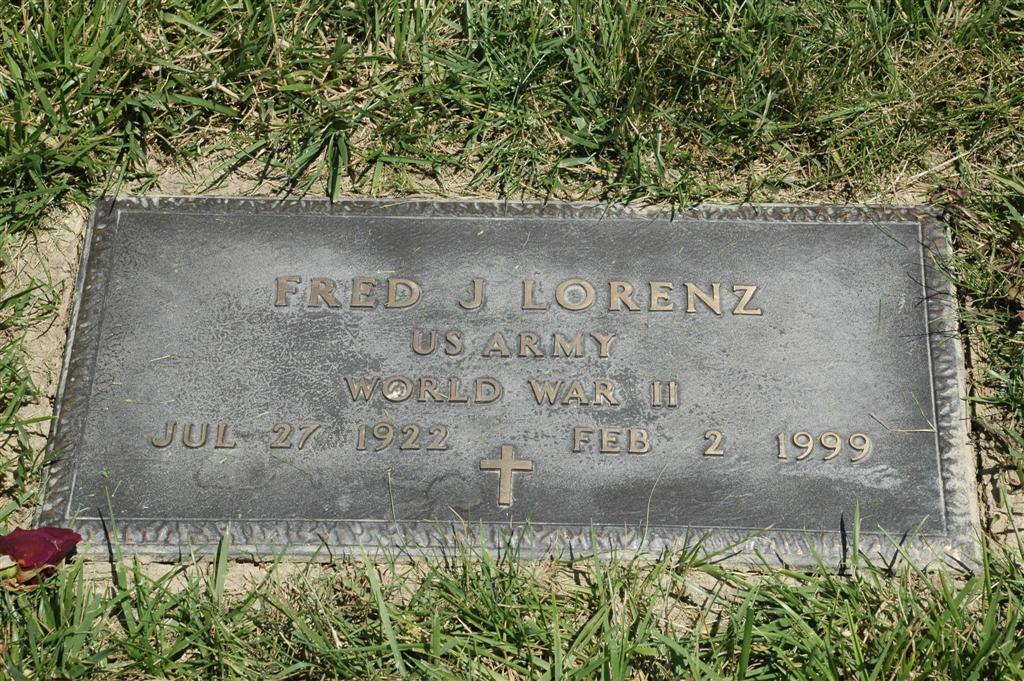 FRED J LORENZ
US ARMY
WORLD WAR II
JUL 27 1922 FEB 2 1999